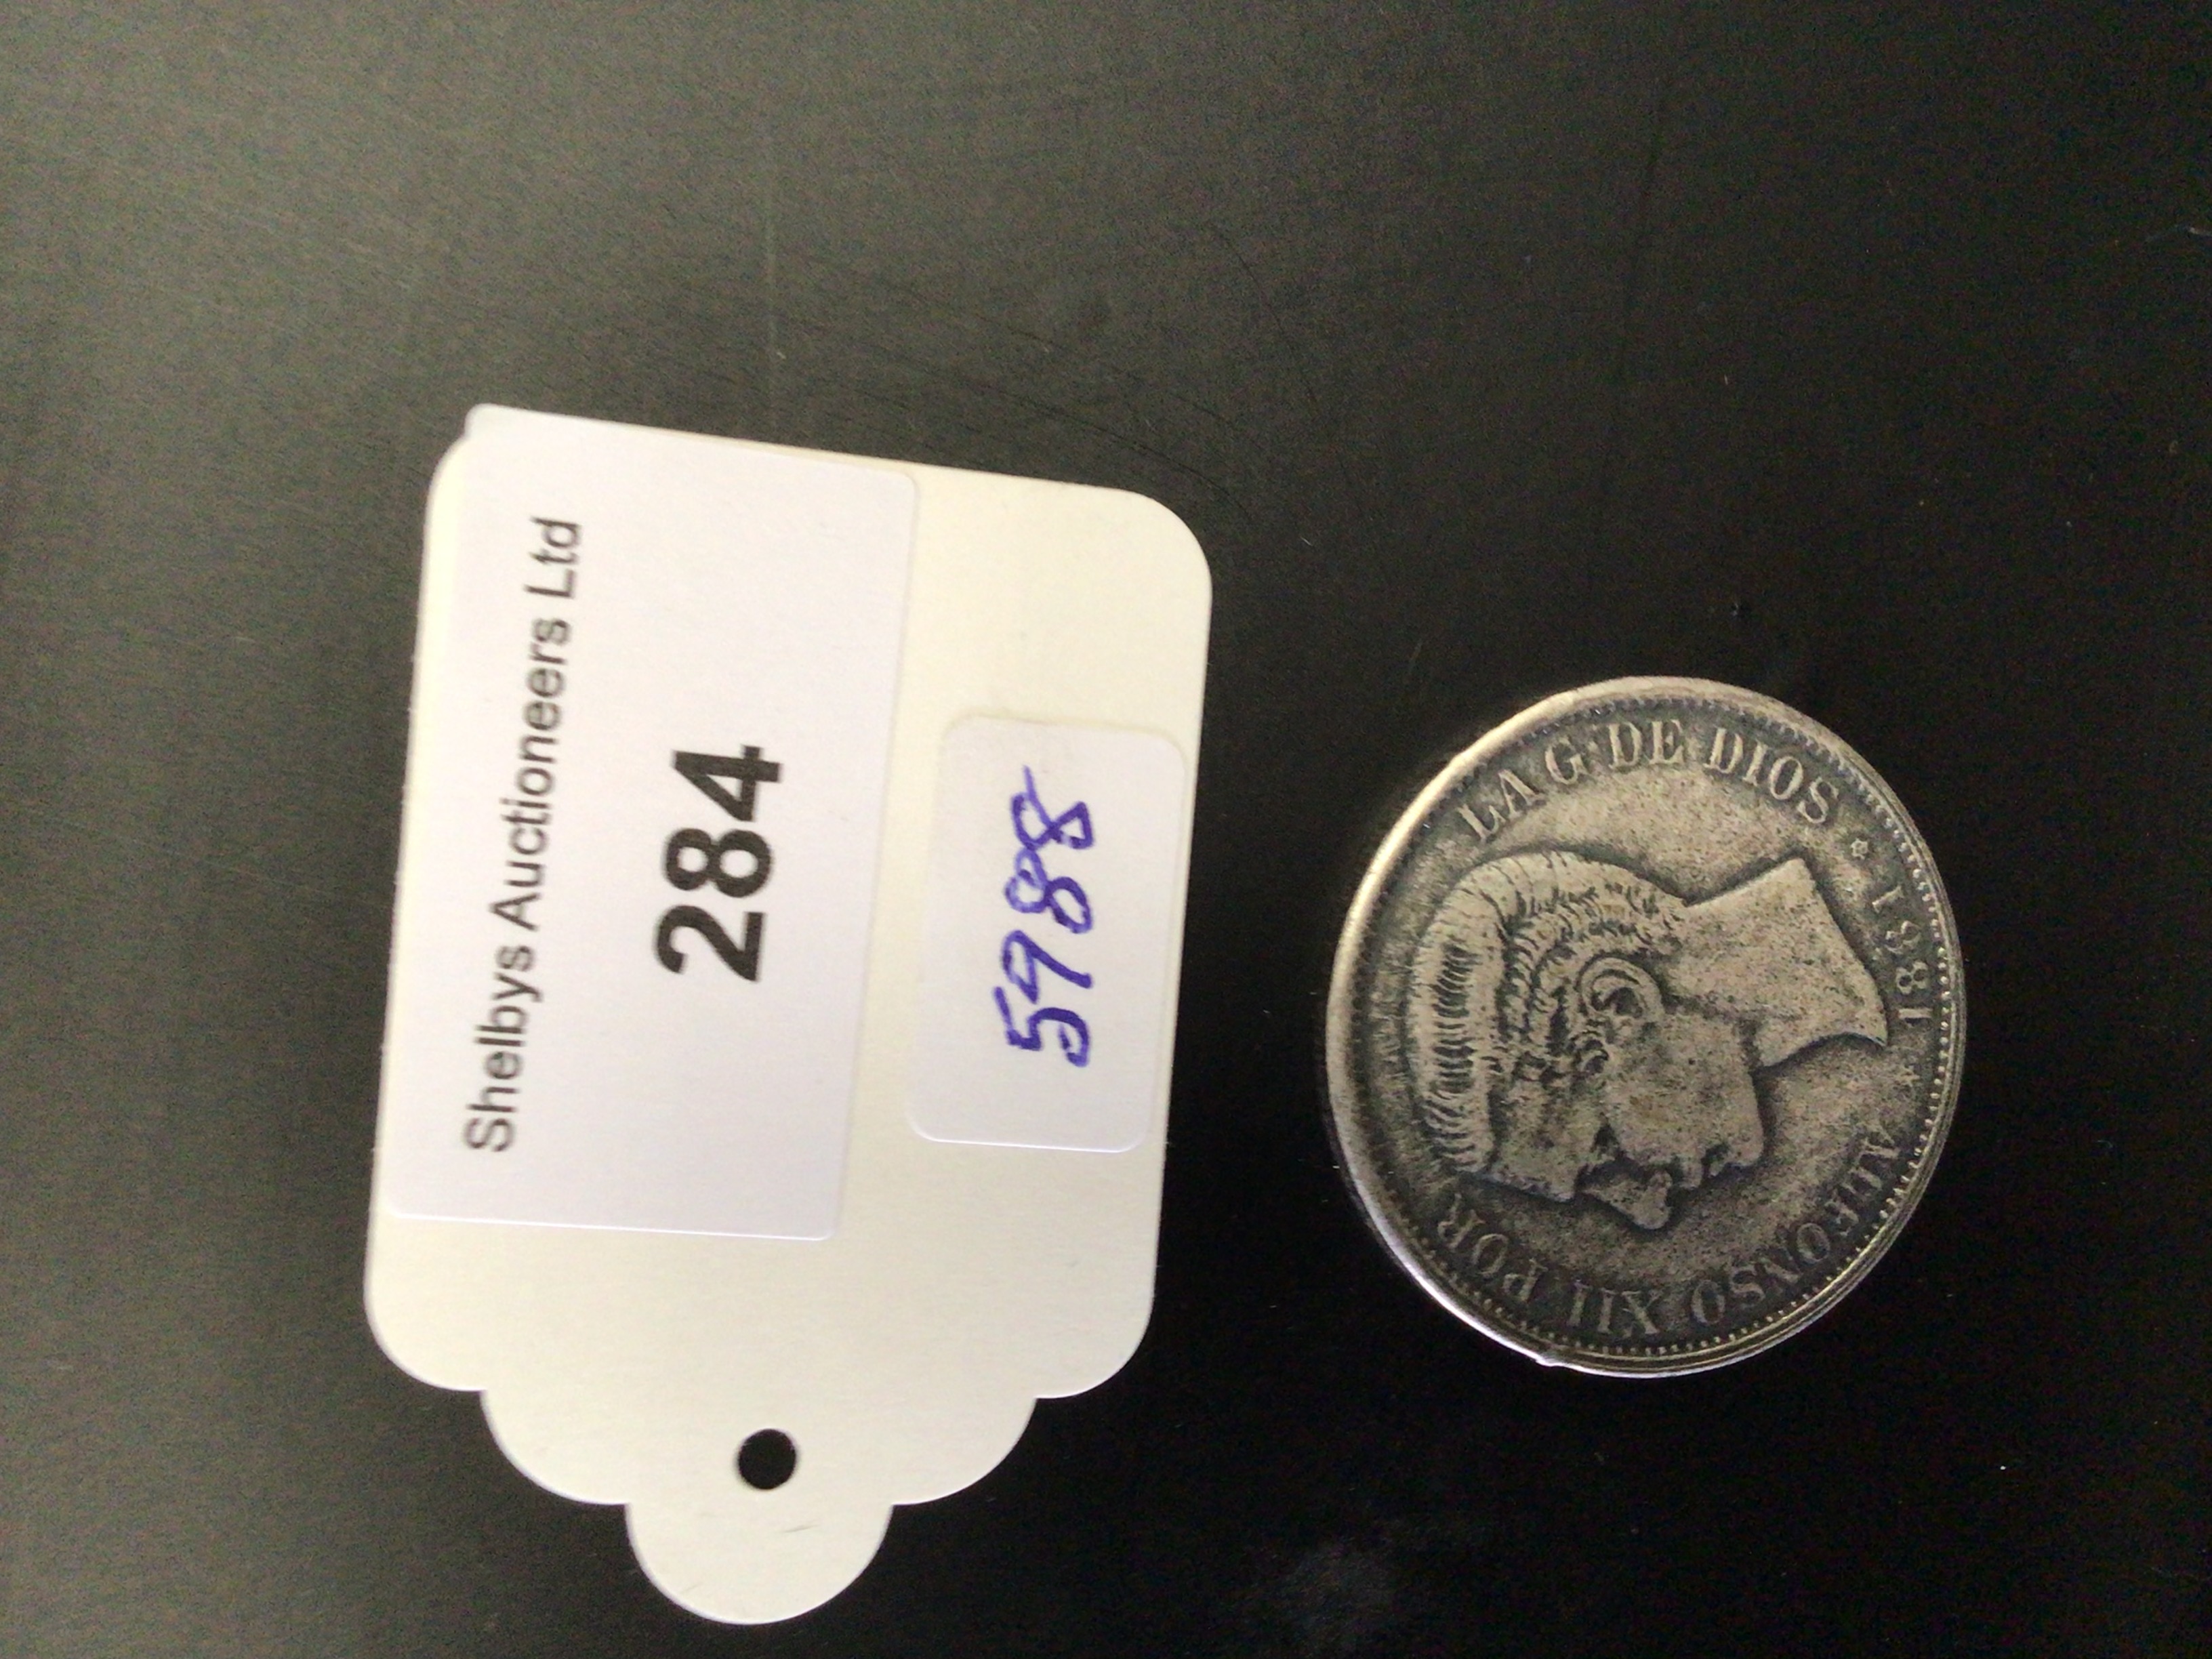 Shelbys Auctioneers Ltd
284
5988
ALFONSO XII POR LA G. DE DIOS
* 1881 *